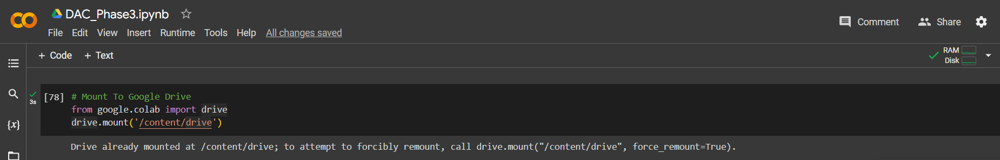 DAC_Phase3.ipynb
File Edit View Insert Runtime Tools Help All changes saved
Comment Share
+ Code + Text
RAM
Disk
3s
[78] # Mount To Google Drive
from google.colab import drive
drive.mount('/content/drive')
{x}
Drive already mounted at /content/drive; to attempt to forcibly remount, call drive.mount("/content/drive", force_remount=True).